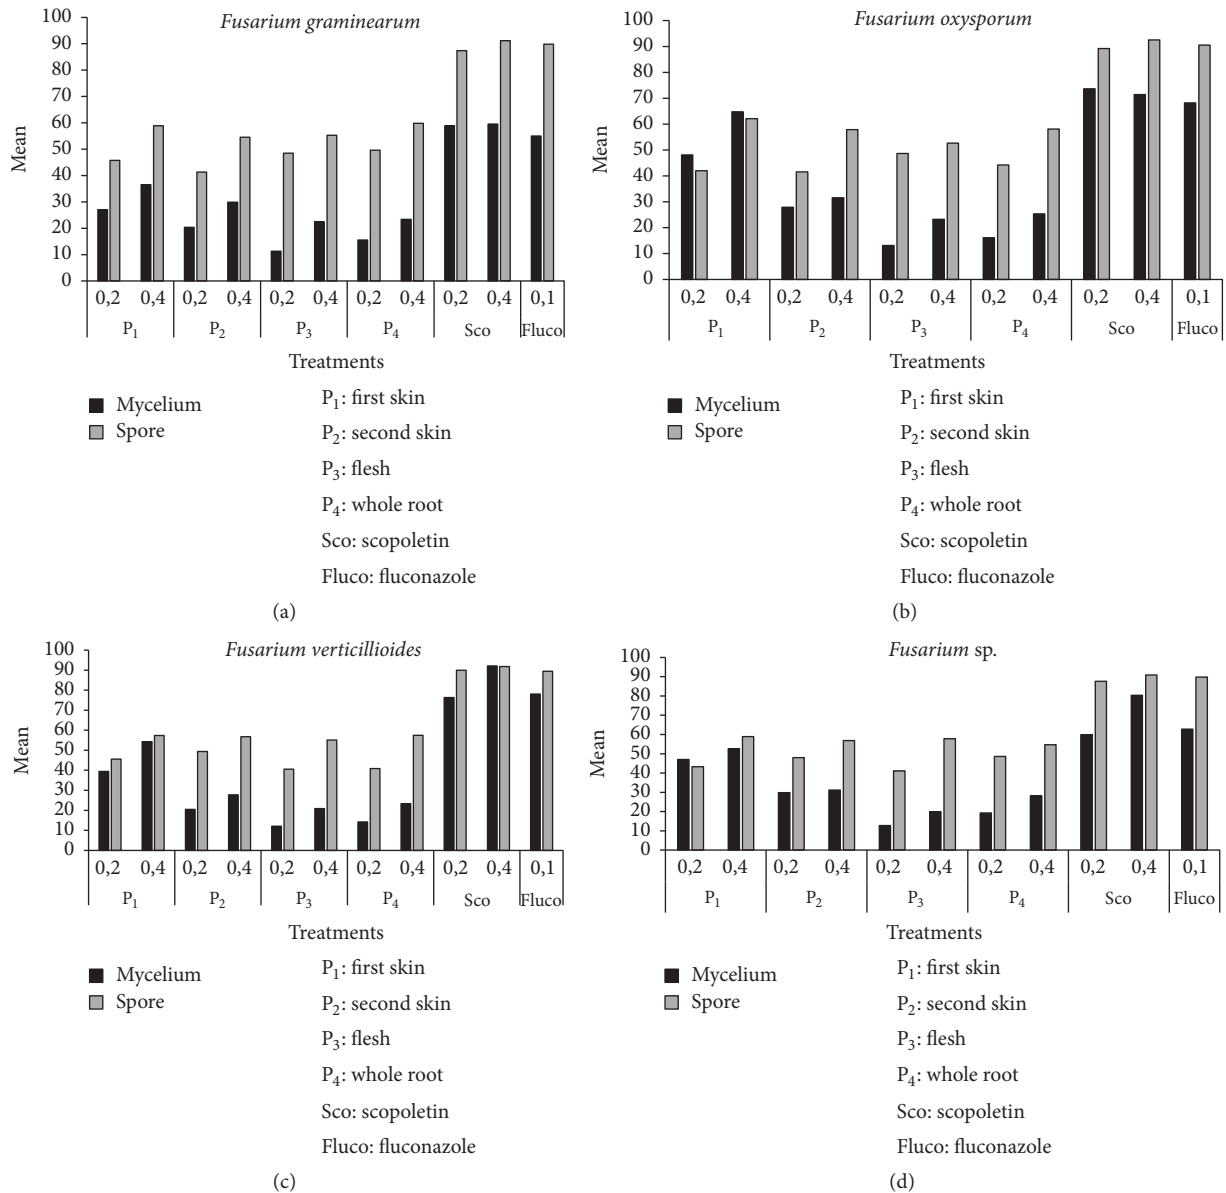 Fusarium graminearum
100
90
80
70
60
50
40
30
20
10
0
Mean
0,2 0,4 0,2 0,4 0,2 0,4 0,2 0,4 0,2 0,4 0,1
P1 P2 P3 P4 Sco Fluco
Treatments
Mycelium
Spore
P1: first skin
P2: second skin
P3: flesh
P4: whole root
Sco: scopoletin
Fluco: fluconazole
(a)
Fusarium oxysporum
100
90
80
70
60
50
40
30
20
10
0
Mean
0,2 0,4 0,2 0,4 0,2 0,4 0,2 0,4 0,2 0,4 0,1
P1 P2 P3 P4 Sco Fluco
Treatments
Mycelium
Spore
P1: first skin
P2: second skin
P3: flesh
P4: whole root
Sco: scopoletin
Fluco: fluconazole
(b)
Fusarium verticillioides
100
90
80
70
60
50
40
30
20
10
0
Mean
0,2 0,4 0,2 0,4 0,2 0,4 0,2 0,4 0,2 0,4 0,1
P1 P2 P3 P4 Sco Fluco
Treatments
Mycelium
Spore
P1: first skin
P2: second skin
P3: flesh
P4: whole root
Sco: scopoletin
Fluco: fluconazole
(c)
Fusarium sp.
100
90
80
70
60
50
40
30
20
10
0
Mean
0,2 0,4 0,2 0,4 0,2 0,4 0,2 0,4 0,2 0,4 0,1
P1 P2 P3 P4 Sco Fluco
Treatments
Mycelium
Spore
P1: first skin
P2: second skin
P3: flesh
P4: whole root
Sco: scopoletin
Fluco: fluconazole
(d)